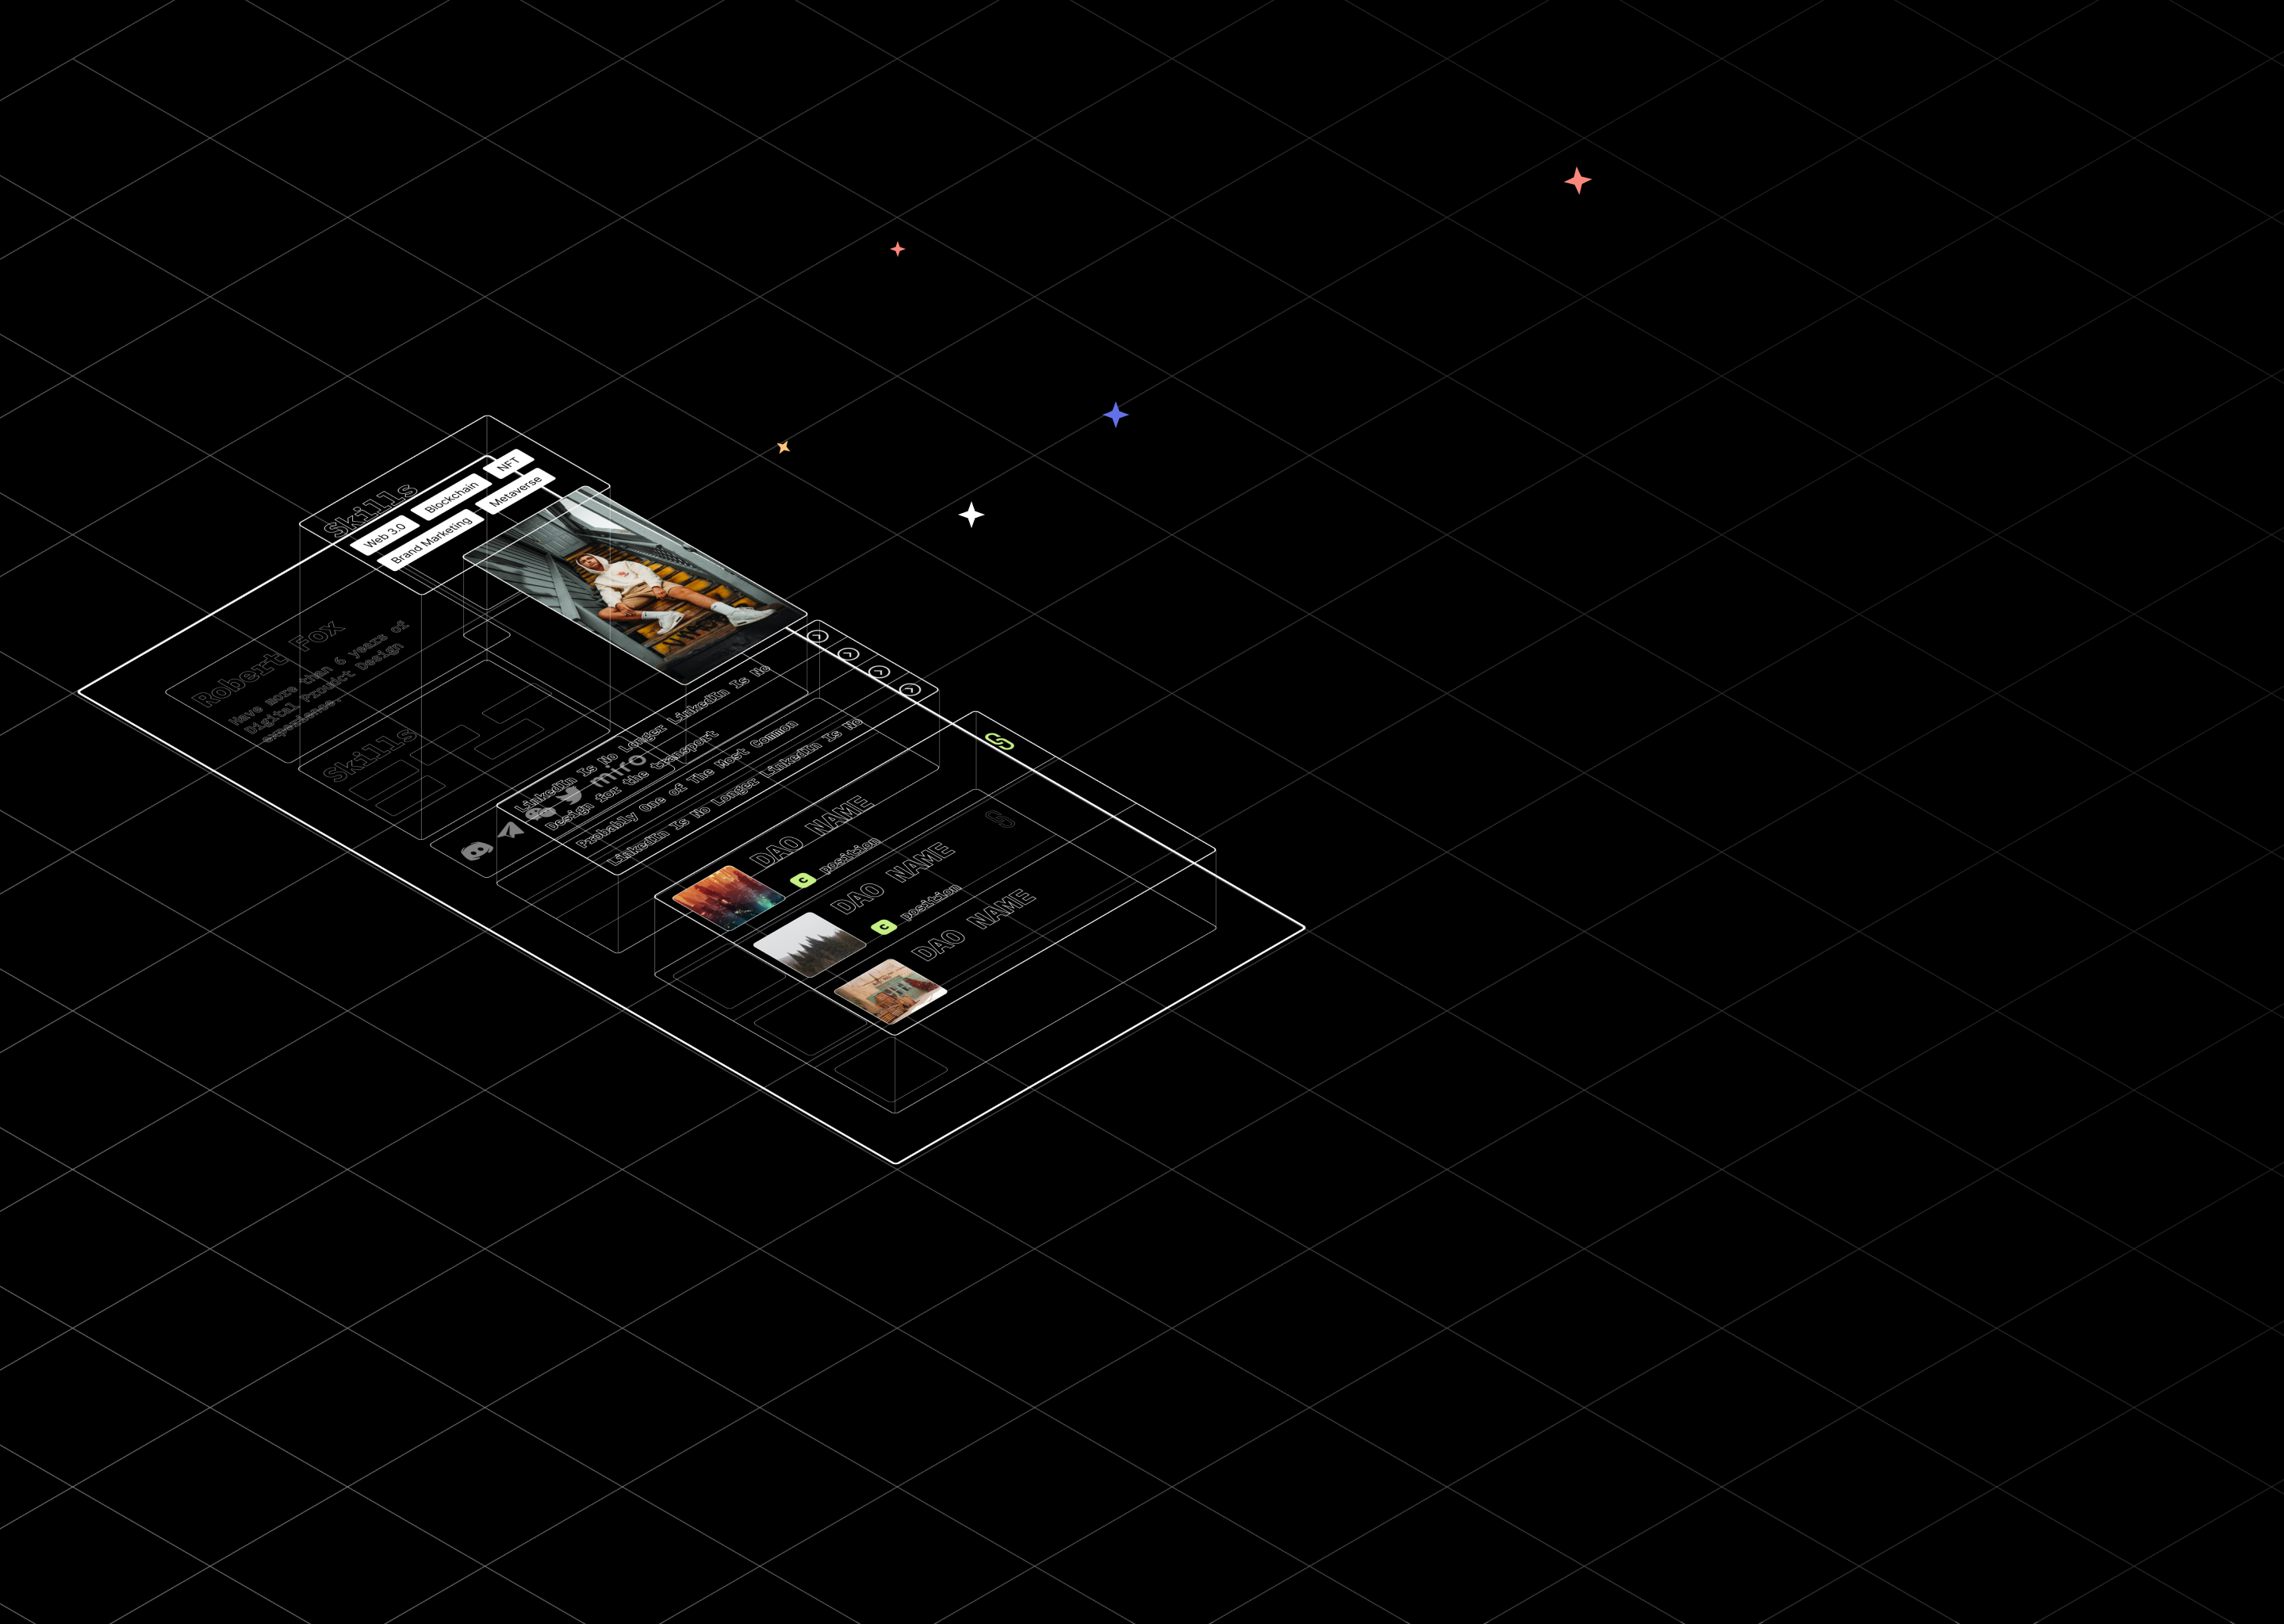 Skills
Web 3.0 Blockchain NFT
Brand Marketing Metaverse
Robert Fox
Have more than 6 years of
Digital Product Design
experience.
Skills
miro
LinkedIn Is No Longer LinkedIn Is No
Design for the transport
Probably One of The Most Common
LinkedIn Is No Longer LinkedIn Is No
DAO NAME
C position
DAO NAME
C position
DAO NAME